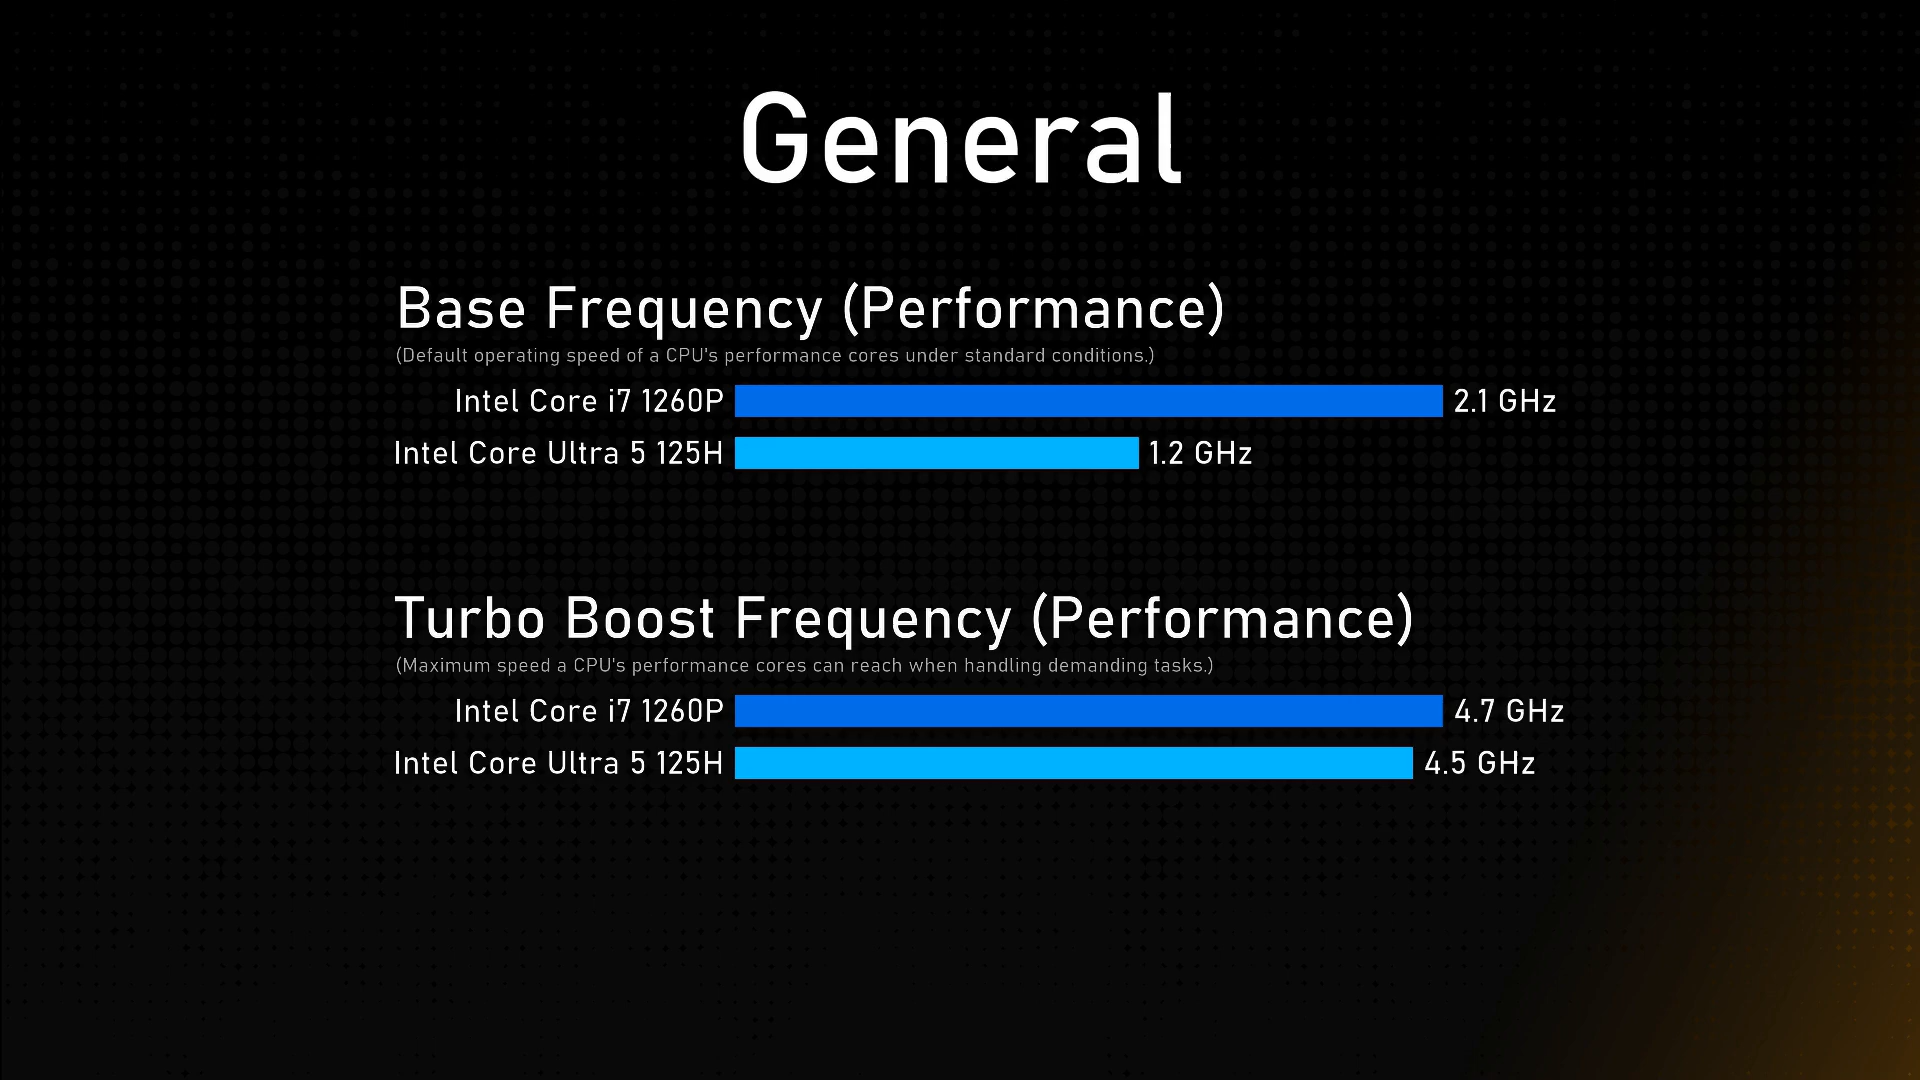 General
Base Frequency (Performance)
(Default operating speed of a CPU's performance cores under standard conditions.)
Intel Core i7 1260P 2.1 GHz
Intel Core Ultra 5 125H 1.2 GHz
Turbo Boost Frequency (Performance)
(Maximum speed a CPU's performance cores can reach when handling demanding tasks.)
Intel Core i7 1260P 4.7 GHz
Intel Core Ultra 5 125H 4.5 GHz